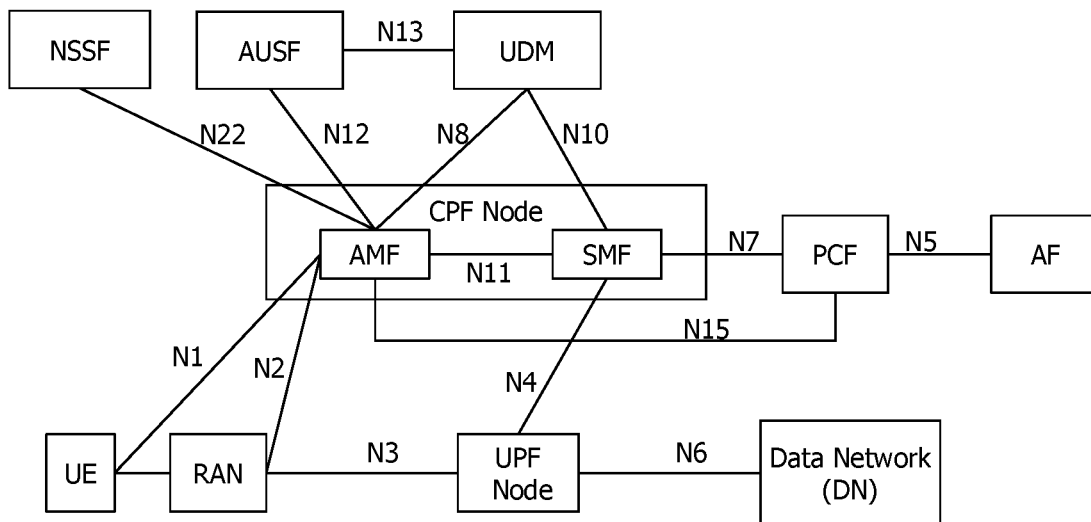 N13
NSSF
AUSF
UDM
N22
N12
N8
N10
CPF Node
AMF
N11
SMF
N7
PCF
N5
AF
N15
N1
N2
N4
UE
RAN
N3
UPF
Node
N6
Data Network
(DN)